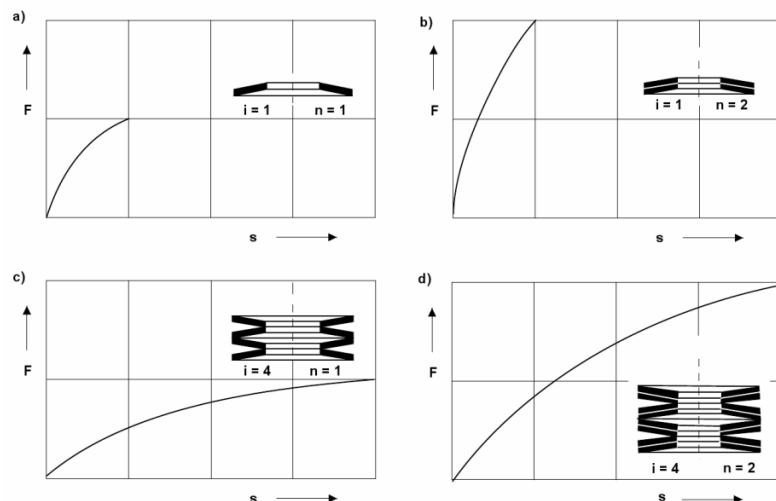 a)
F
i = 1 n = 1
s
b)
F
i = 1 n = 2
s
c)
F
i = 4 n = 1
s
d)
F
i = 4 n = 2
s